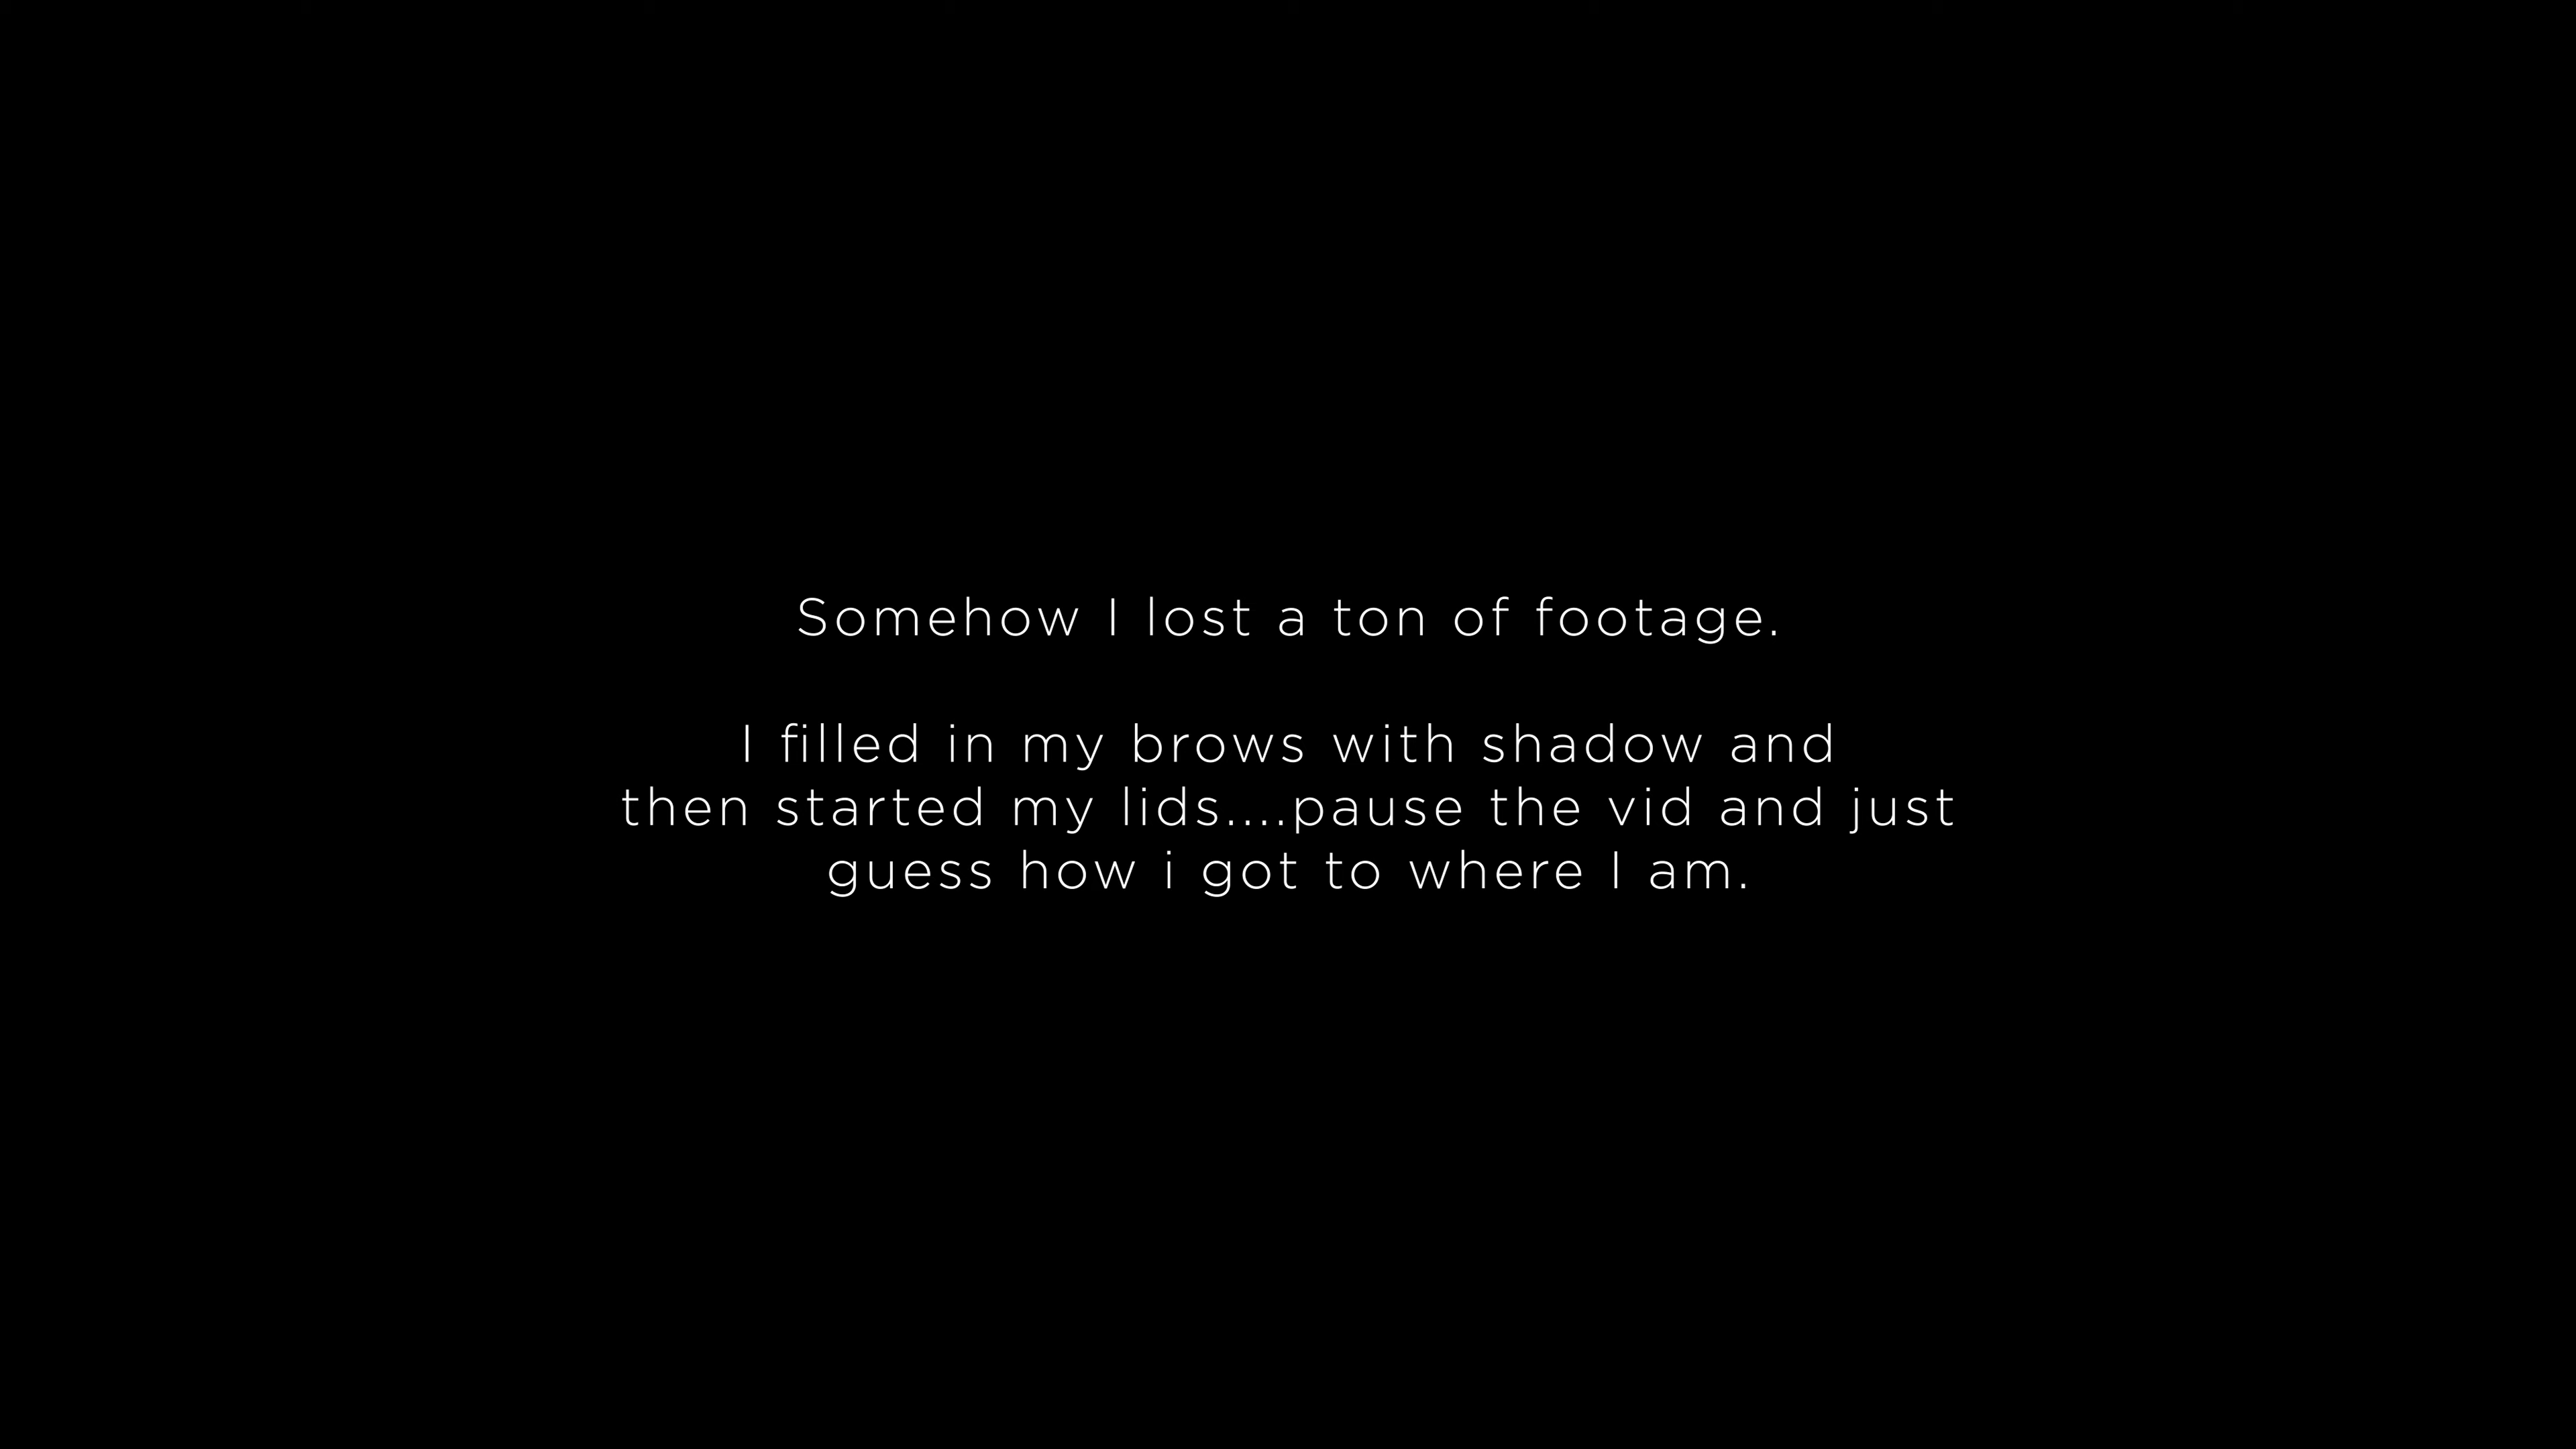 Somehow I lost a ton of footage.
I filled in my brows with shadow and
then started my lids....pause the vid and just
guess how i got to where I am.